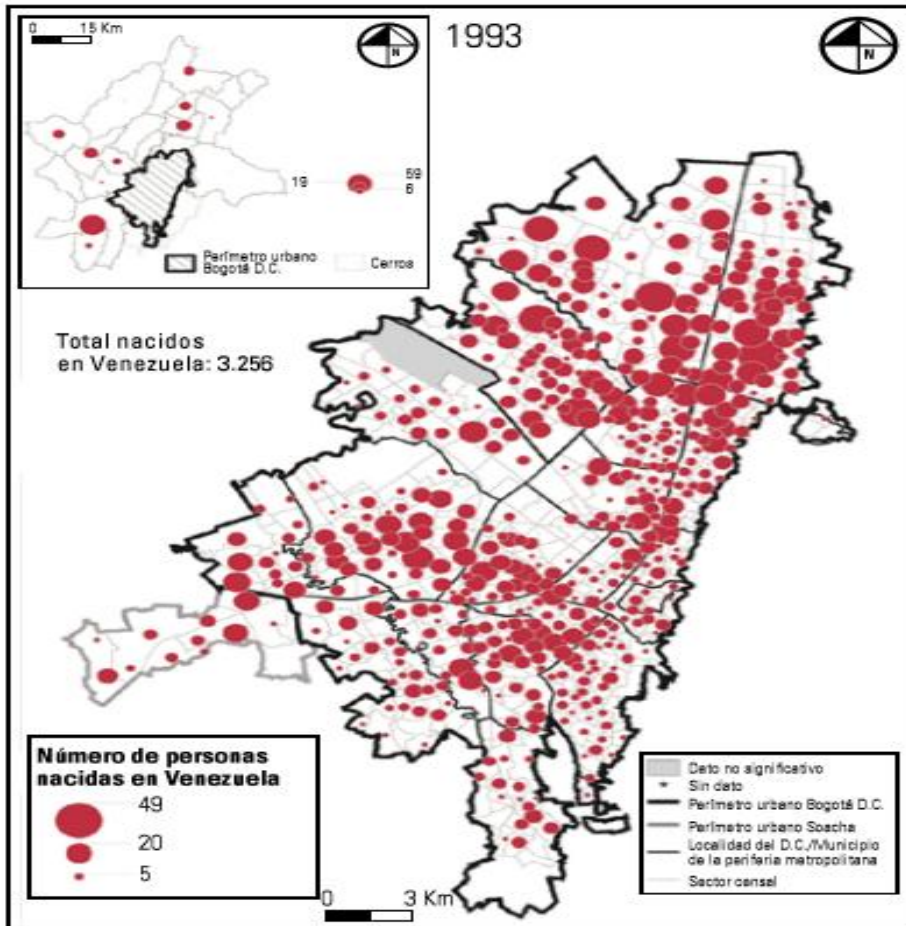 0 15 Km
N
1993
N
19
59
6
Perímetro urbano
Bogotá D.C.
Cerros
Total nacidos
en Venezuela: 3.256
Número de personas
nacidas en Venezuela
49
20
5
0 3 Km
Dato no significativo
Sin dato
Perímetro urbano Bogotá D.C.
Perímetro urbano Soacha
Localidad del D.C./Municipio
de la periferia metropolitana
Sector censal